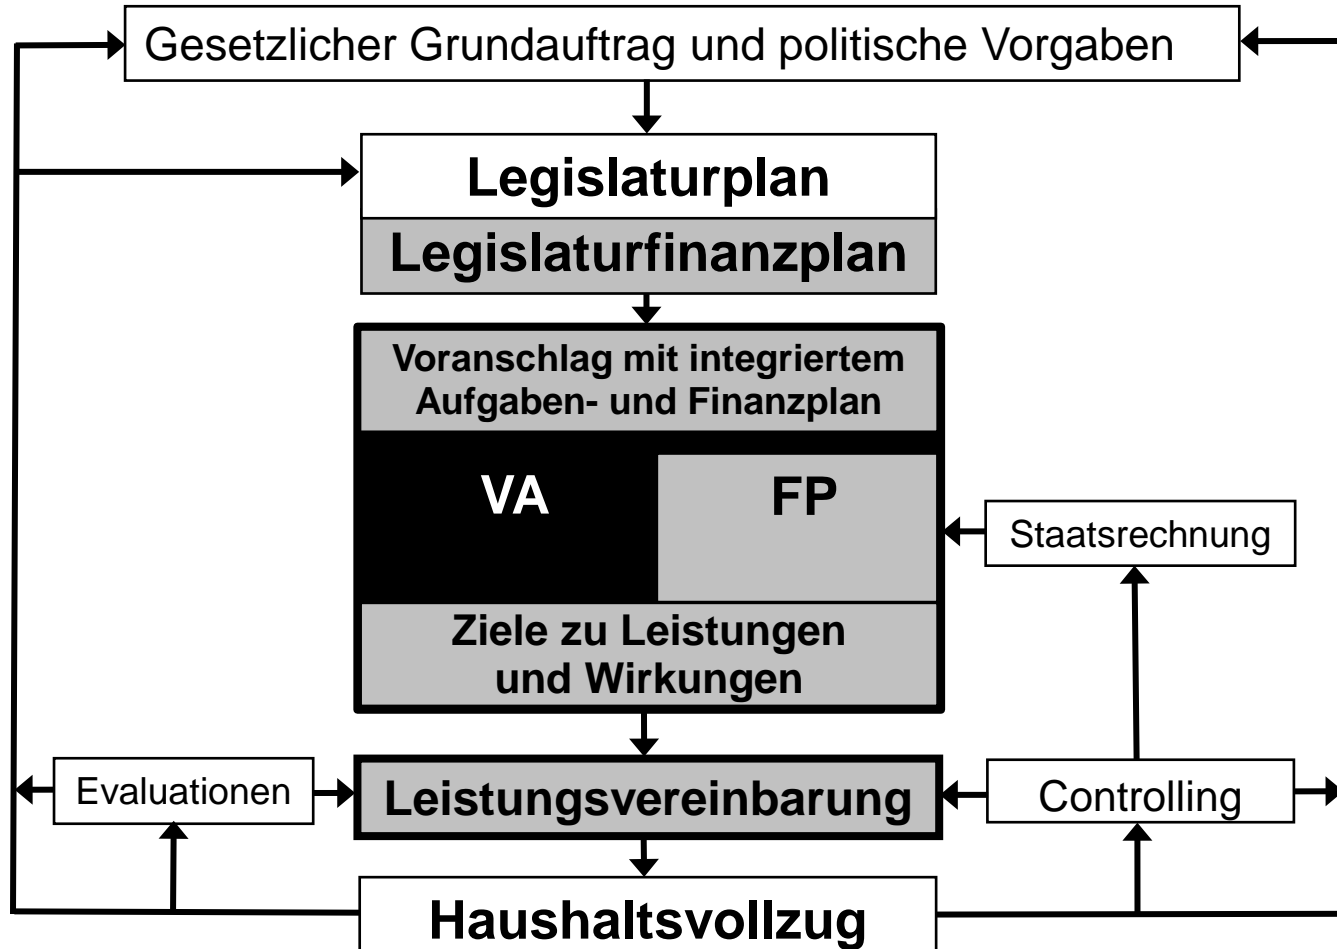 Gesetzlicher Grundauftrag und politische Vorgaben
Legislaturplan
Legislaturfinanzplan
Voranschlag mit integriertem
Aufgaben- und Finanzplan
VA
FP
Staatsrechnung
Ziele zu Leistungen
und Wirkungen
Evaluationen
Leistungsvereinbarung
Controlling
Haushaltsvollzug